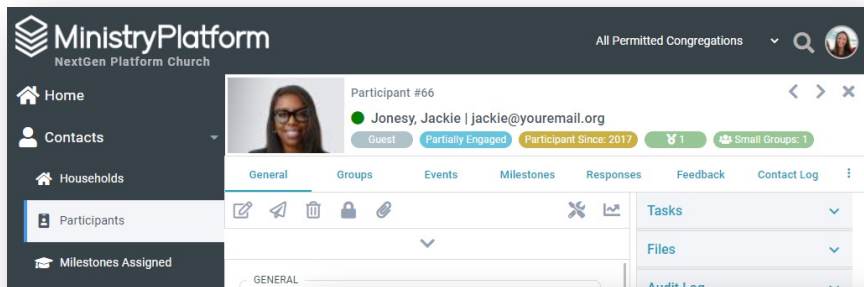 MinistryPlatform
NextGen Platform Church
All Permitted Congregations
Home
Contacts
Households
Participants
Milestones Assigned
Participant #66
Jonesy, Jackie | jackie@youremail.org
Guest Partially Engaged Participant Since: 2017 1 Small Groups: 1
General Groups Events Milestones Responses Feedback Contact Log
Tasks
Files
Audit Log
GENERAL